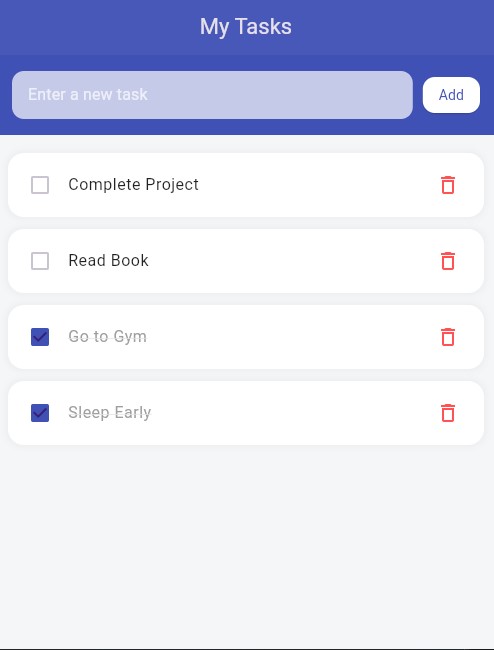 My Tasks
Enter a new task
Add
Complete Project
Read Book
Go to Gym
Sleep Early